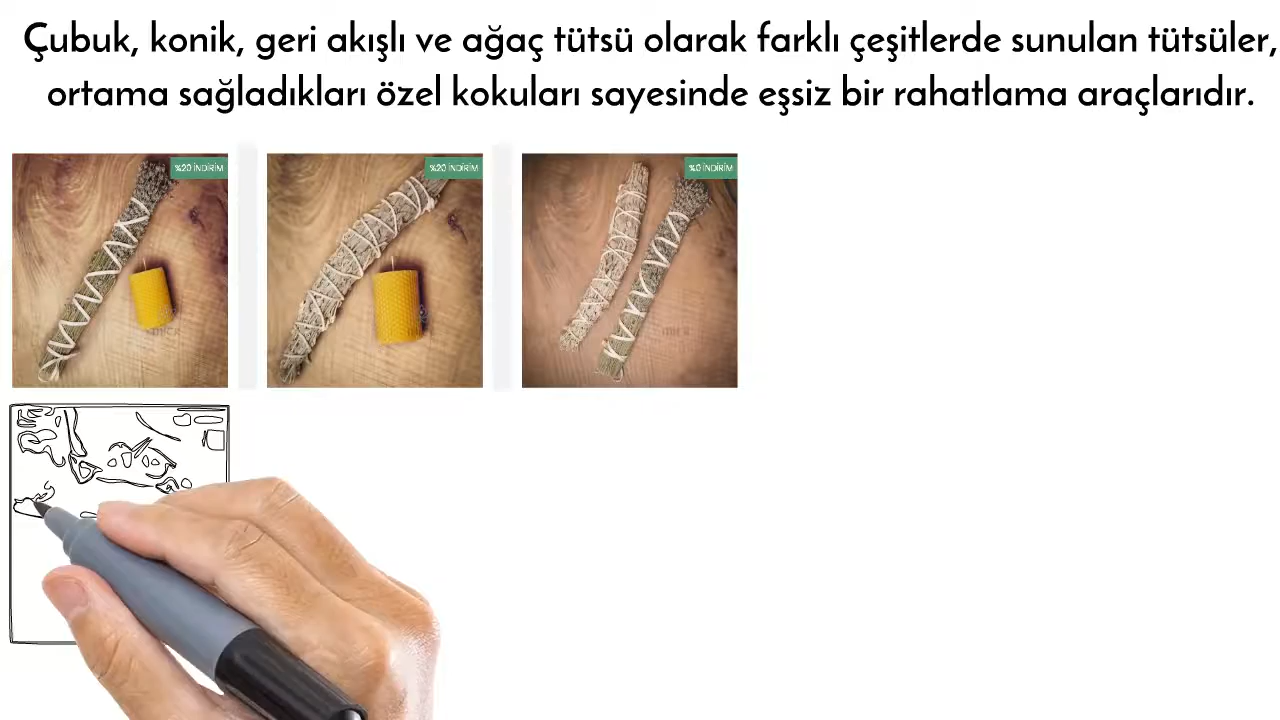 Çubuk, konik, geri akışlı ve ağaç tütsü olarak farklı çeşitlerde sunulan tütsüler,
ortama sağladıkları özel kokuları sayesinde eşsiz bir rahatlama araçlarıdır.
%20 İNDİRİM
%20 İNDİRİM
%0 İNDİRİM